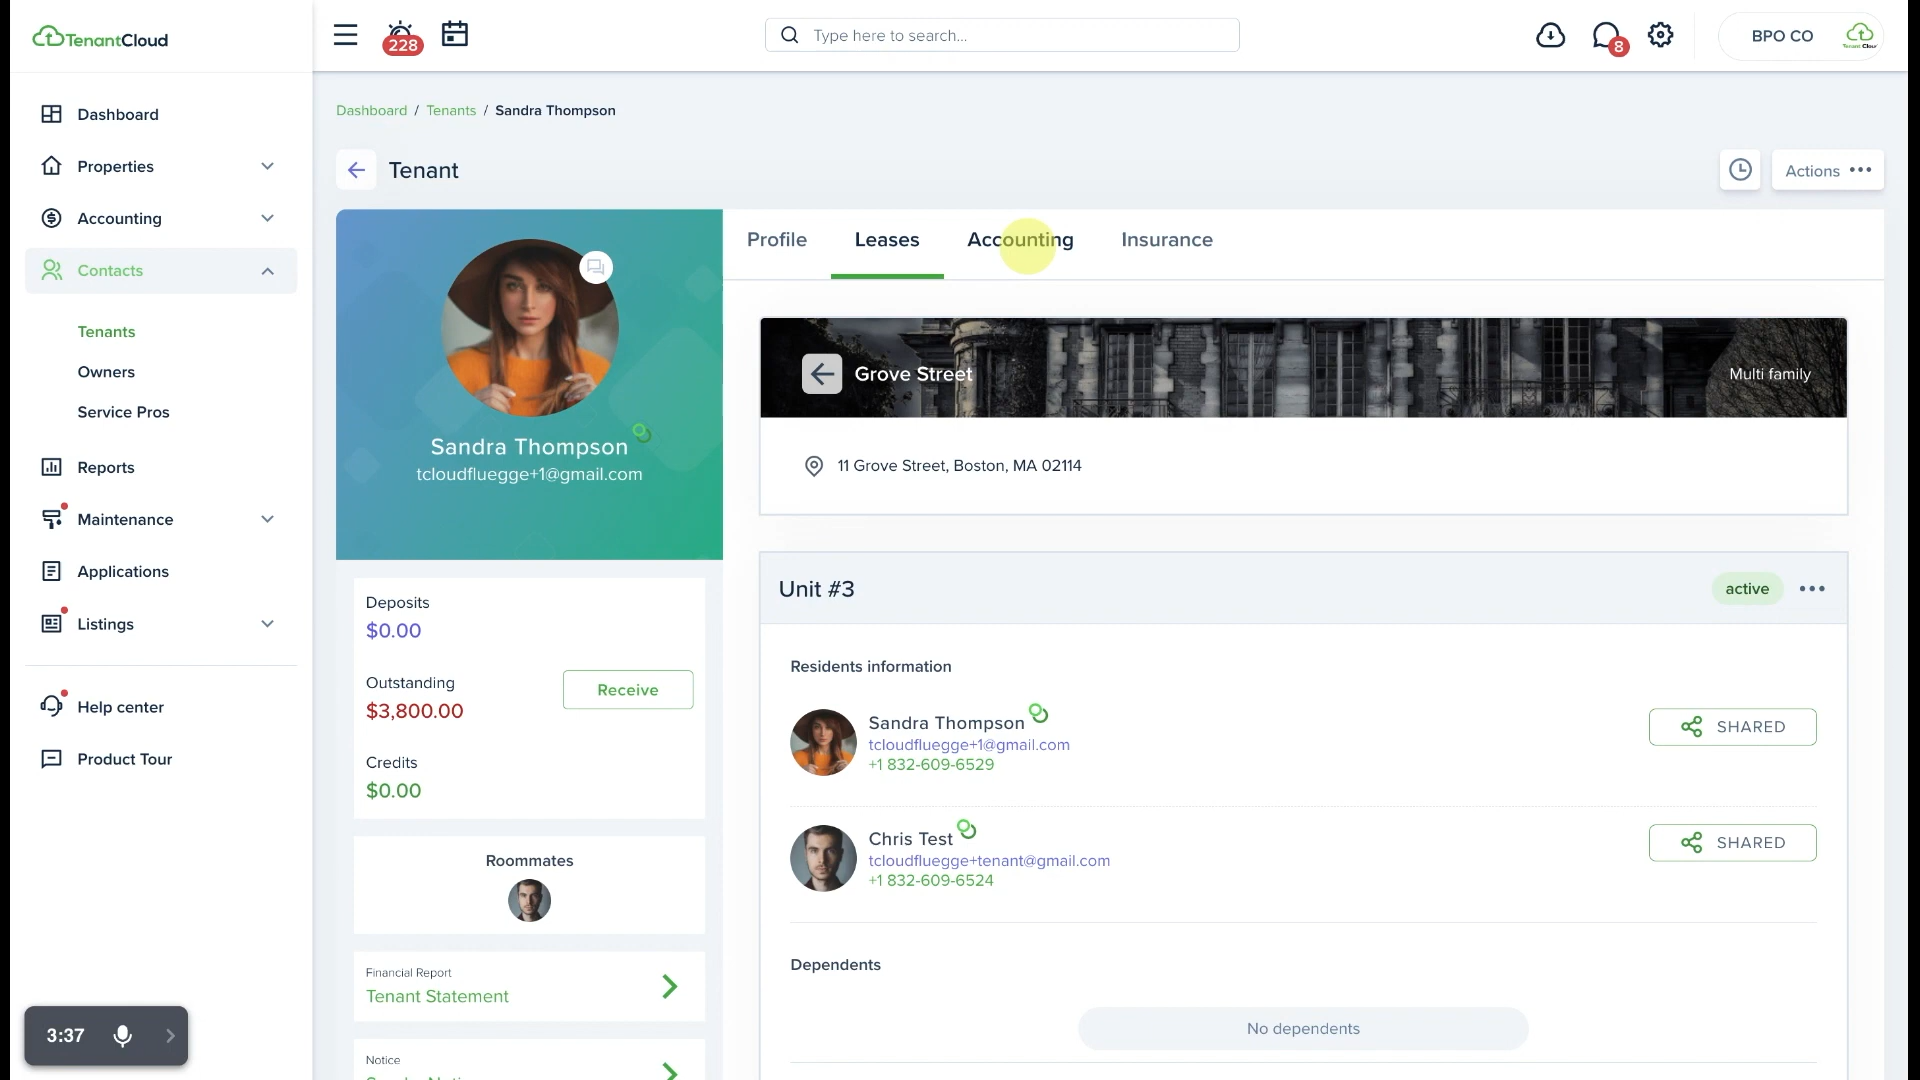 TenantCloud
228
Type here to search...
8
BPO CO
Dashboard
Properties
Accounting
Contacts
Tenants
Owners
Service Pros
Reports
Maintenance
Applications
Listings
Help center
Product Tour
3:37
Dashboard / Tenants / Sandra Thompson
Tenant
Actions
Sandra Thompson
tcloudfluegge+1@gmail.com
Deposits
$0.00
Outstanding
$3,800.00
Receive
Credits
$0.00
Roommates
Financial Report
Tenant Statement
Notice
Profile Leases Accounting Insurance
Grove Street
Multi family
11 Grove Street, Boston, MA 02114
Unit #3
active
Residents information
Sandra Thompson
tcloudfluegge+1@gmail.com
+1 832-609-6529
SHARED
Chris Test
tcloudfluegge+tenant@gmail.com
+1 832-609-6524
SHARED
Dependents
No dependents